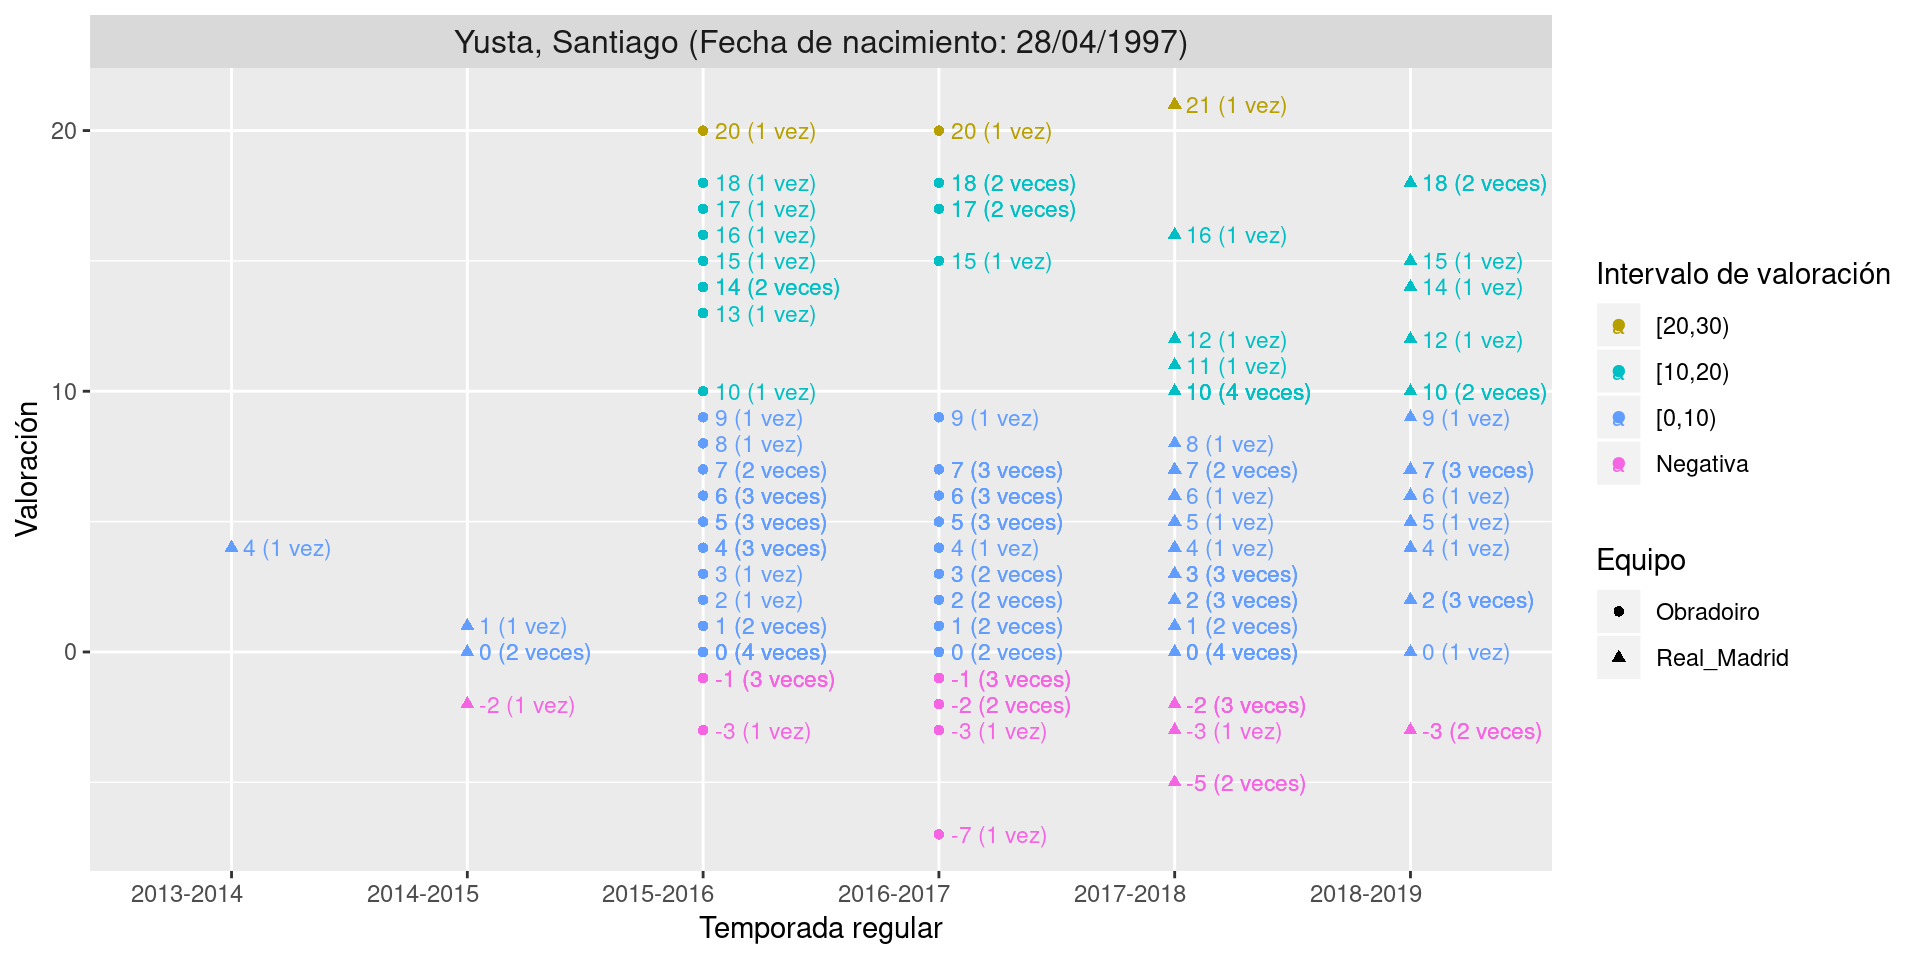 Yusta, Santiago (Fecha de nacimiento: 28/04/1997)
Valoración
20
10
0
4 (1 vez)
1 (1 vez)
0 (2 veces)
-2 (1 vez)
20 (1 vez)
18 (1 vez)
17 (1 vez)
16 (1 vez)
15 (1 vez)
14 (2 veces)
13 (1 vez)
10 (1 vez)
9 (1 vez)
8 (1 vez)
7 (2 veces)
6 (3 veces)
5 (3 veces)
4 (3 veces)
3 (1 vez)
2 (1 vez)
1 (2 veces)
0 (4 veces)
-1 (3 veces)
-3 (1 vez)
20 (1 vez)
18 (2 veces)
17 (2 veces)
15 (1 vez)
9 (1 vez)
7 (3 veces)
6 (3 veces)
5 (3 veces)
4 (1 vez)
3 (2 veces)
2 (2 veces)
1 (2 veces)
0 (2 veces)
-1 (3 veces)
-2 (2 veces)
-3 (1 vez)
-7 (1 vez)
21 (1 vez)
16 (1 vez)
12 (1 vez)
11 (1 vez)
10 (4 veces)
8 (1 vez)
7 (2 veces)
6 (1 vez)
5 (1 vez)
4 (1 vez)
3 (3 veces)
2 (3 veces)
1 (2 veces)
0 (4 veces)
-2 (3 veces)
-3 (1 vez)
-5 (2 veces)
18 (2 veces)
15 (1 vez)
14 (1 vez)
12 (1 vez)
10 (2 veces)
9 (1 vez)
7 (3 veces)
6 (1 vez)
5 (1 vez)
4 (1 vez)
2 (3 veces)
0 (1 vez)
-3 (2 veces)
2013-2014
2014-2015
2015-2016
2016-2017
2017-2018
2018-2019
Temporada regular
Intervalo de valoración
[20,30)
[10,20)
[0,10)
Negativa
Equipo
Obradoiro
Real_Madrid